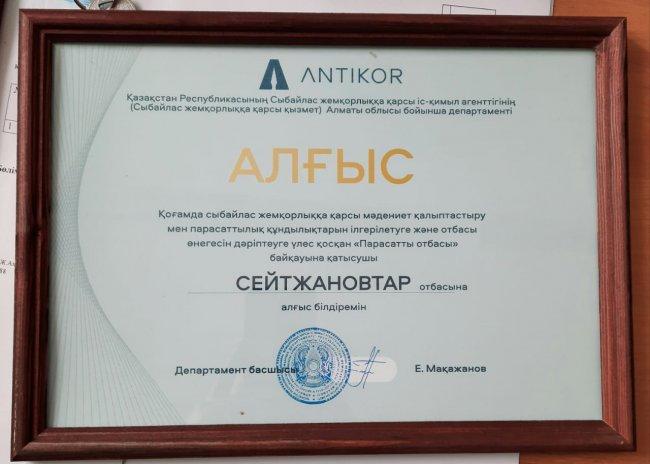 ANTIKOR
Қазақстан Республикасының Сыбайлас жемқорлыққа қарсы іс-қимыл агенттігінің
(Сыбайлас жемқорлыққа қарсы қызмет) Алматы облысы бойынша департаменті
АЛҒЫС
Қоғамда сыбайлас жемқорлыққа қарсы мәдениет қалыптастыру
мен парасаттылық құндылықтарын ілгерілетуге және отбасы
өнегесін дәріптеуге үлес қосқан «Парасатты отбасы»
байқауына қатысушы
СЕЙТЖАНОВТАР отбасына
алғыс білдіремін
Департамент басшысы Е. Мақажанов